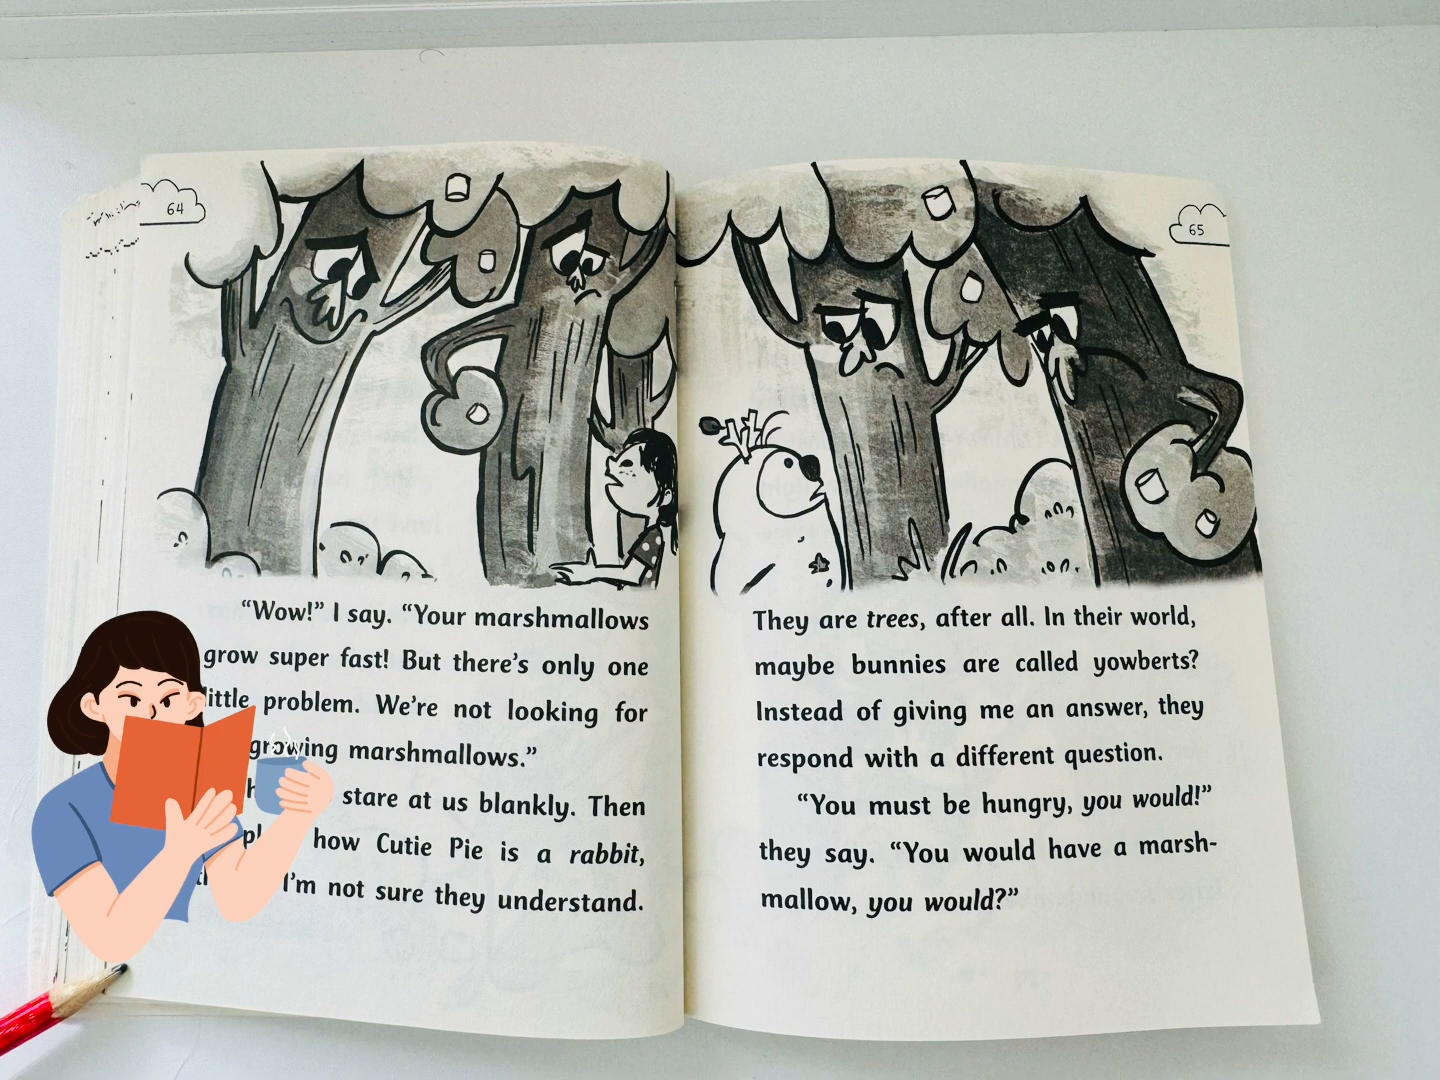 64
“Wow!” I say. “Your marshmallows
grow super fast! But there’s only one
little problem. We’re not looking for
growing marshmallows.”
stare at us blankly. Then
how Cutie Pie is a rabbit,
I’m not sure they understand.
65
They are trees, after all. In their world,
maybe bunnies are called yowberts?
Instead of giving me an answer, they
respond with a different question.
“You must be hungry, you would!”
they say. “You would have a marsh-
mallow, you would?”